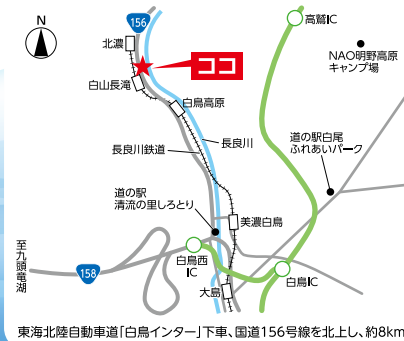 N
156
高鷲IC
北濃
ココ
NAO明野高原
キャンプ場
白山長滝
白鳥高原
長良川鉄道
長良川
道の駅白尾
ふれあいパーク
道の駅
清流の里しろとり
美濃白鳥
至九頭竜湖
158
白鳥西
IC
白鳥IC
大島
東海北陸自動車道「白鳥インター」下車、国道156号線を北上し、約8km